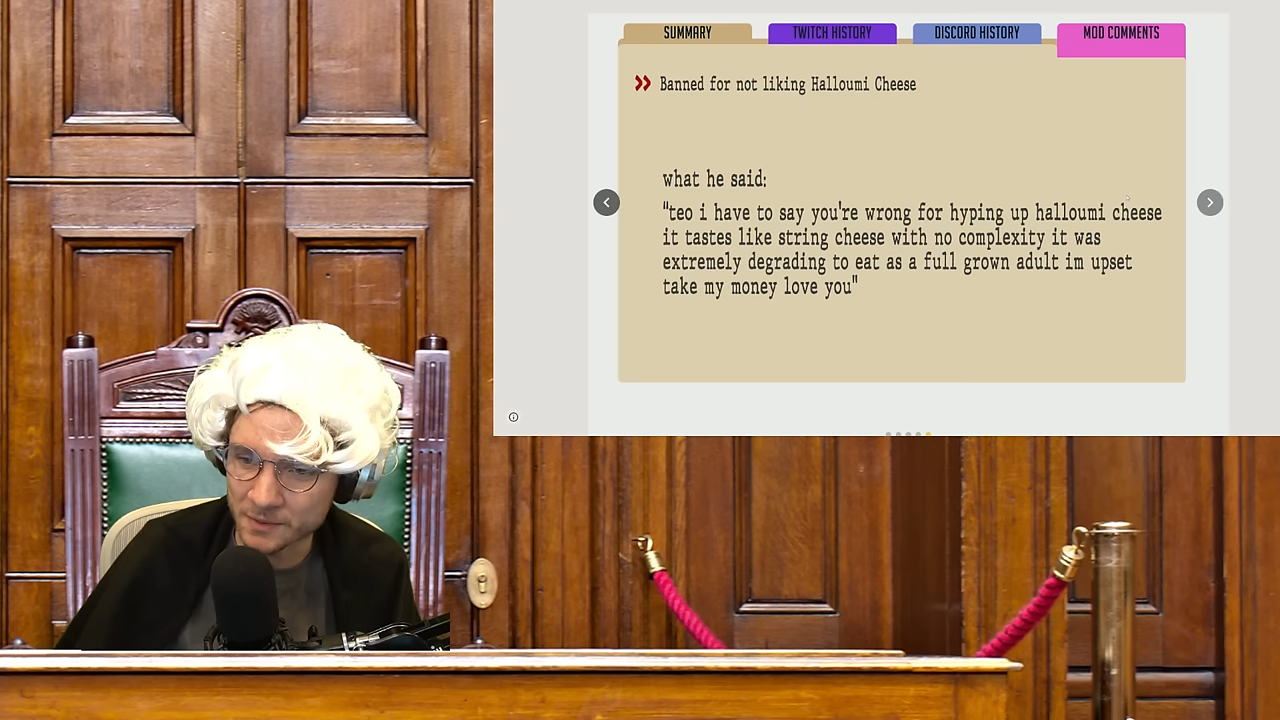 SUMMARY
TWITCH HISTORY
DISCORD HISTORY
MOD COMMENTS
Banned for not liking Halloumi Cheese
what he said:
"teo i have to say you're wrong for hyping up halloumi cheese
it tastes like string cheese with no complexity it was
extremely degrading to eat as a full grown adult im upset
take my money love you"